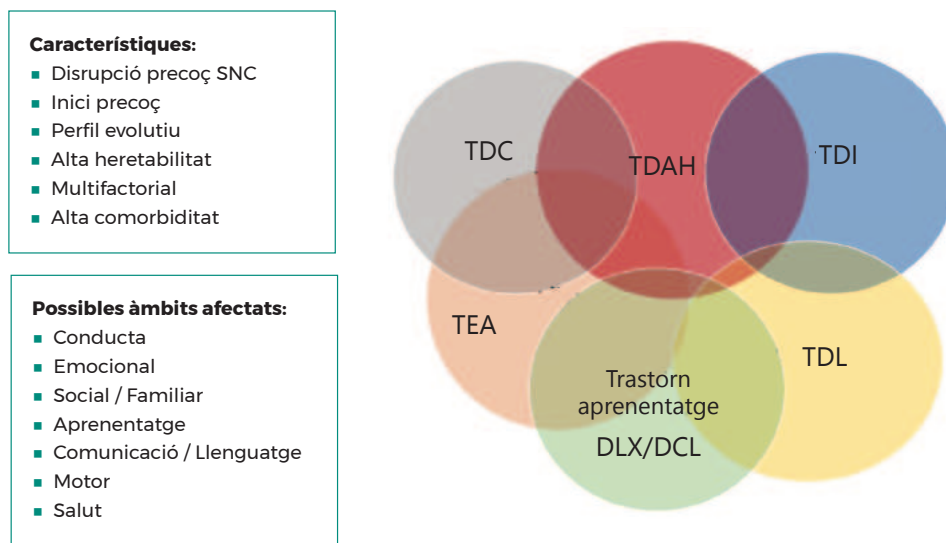 Característiques:
Disrupció precoç SNC
Inici precoç
Perfil evolutiu
Alta heretabilitat
Multifactorial
Alta comorbiditat
Possibles àmbits afectats:
Conducta
Emocional
Social / Familiar
Aprenentatge
Comunicació / Llenguatge
Motor
Salut
TDC
TDAH
TDI
TEA
TDL
Trastorn
aprenentatge
DLX/DCL